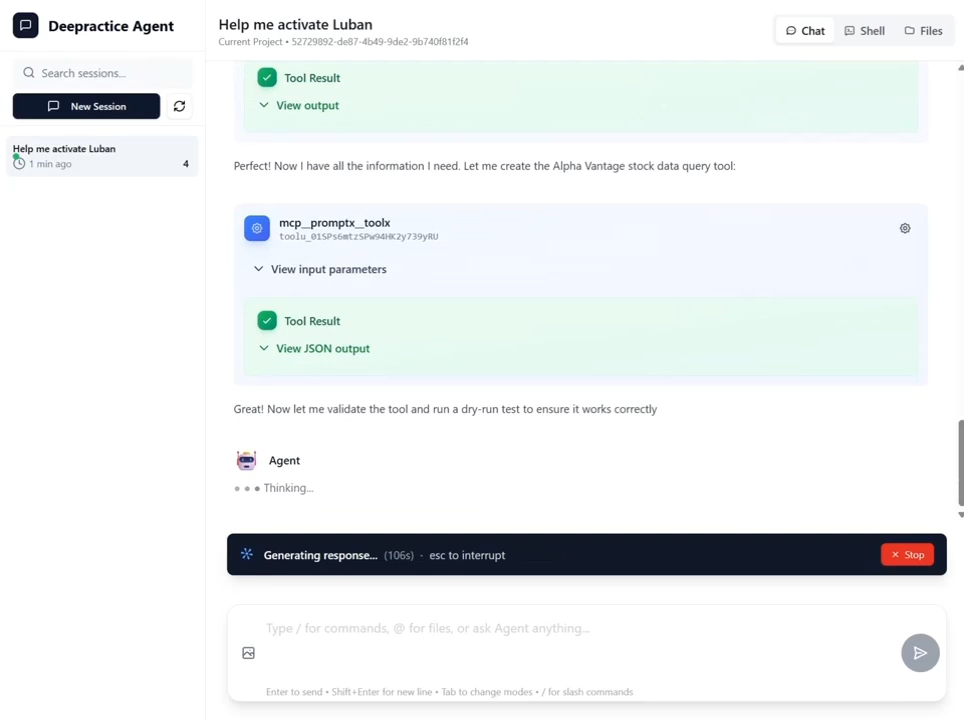 Deepractice Agent
Search sessions...
New Session
Help me activate Luban
1 min ago 4
Help me activate Luban
Current Project • 52729892-de87-4b49-9de2-9b740f81f2f4
Chat Shell Files
Tool Result
View output
Perfect! Now I have all the information I need. Let me create the Alpha Vantage stock data query tool:
mcp__promptx__toolx
toolu_01SPs6mtzSPw94HK2y739yRU
View input parameters
Tool Result
View JSON output
Great! Now let me validate the tool and run a dry-run test to ensure it works correctly
Agent
Thinking...
Generating response... (106s) · esc to interrupt
Stop
Type / for commands, @ for files, or ask Agent anything...
Enter to send • Shift+Enter for new line • Tab to change modes • / for slash commands